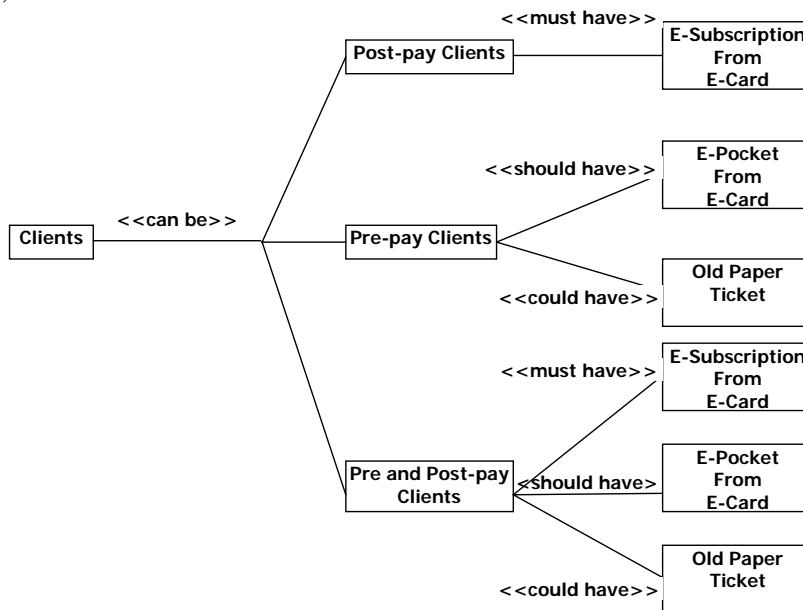 <<must have>>
E-Subscription
From
E-Card
Post-pay Clients
E-Pocket
From
E-Card
<<should have>>
<<can be>>
Clients
Pre-pay Clients
Old Paper
Ticket
<<could have>>
E-Subscription
From
E-Card
<<must have>>
Pre and Post-pay
Clients
<should have>
E-Pocket
From
E-Card
Old Paper
Ticket
<<could have>>